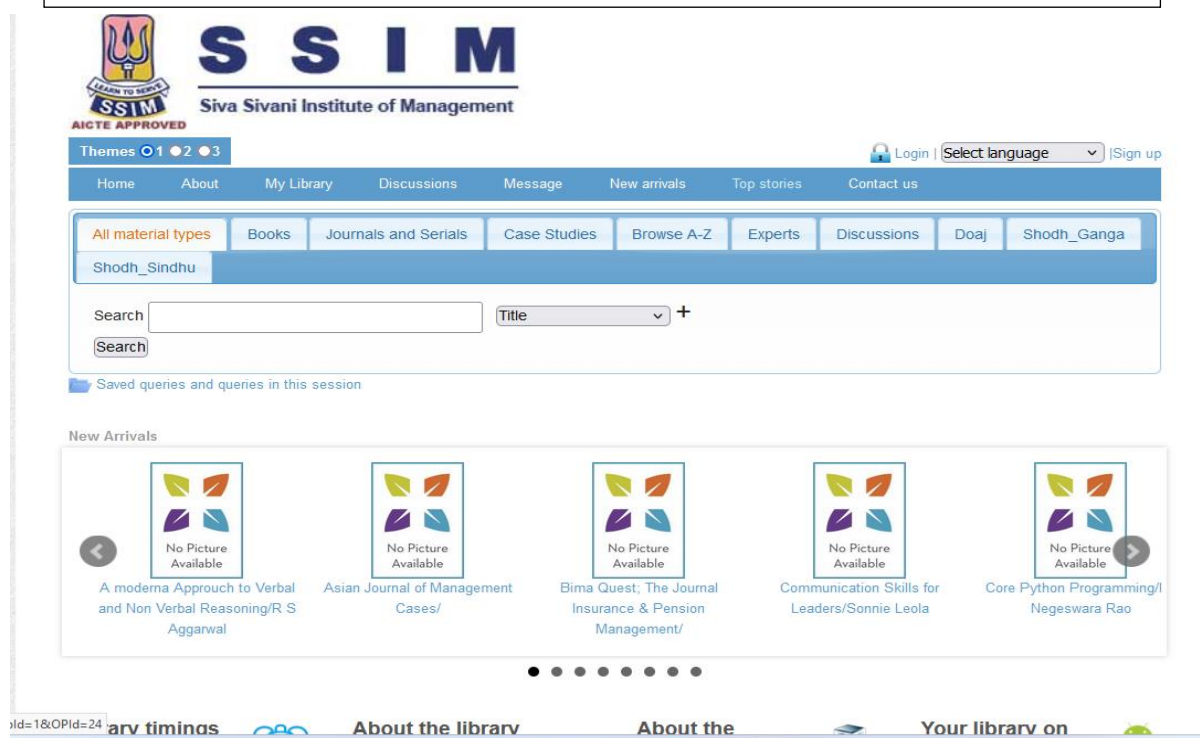 S S I M
LEARN TO SERVE
SSIM
Siva Sivani Institute of Management
AICTE APPROVED
Themes 1 2 3
Login | Select language |Sign up
Home About My Library Discussions Message New arrivals Top stories Contact us
All material types Books Journals and Serials Case Studies Browse A-Z Experts Discussions Doaj Shodh_Ganga
Shodh_Sindhu
Search Title +
Search
Saved queries and queries in this session
New Arrivals
No Picture Available
No Picture Available
No Picture Available
No Picture Available
No Picture Available
A moderna Approuch to Verbal
and Non Verbal Reasoning/R S
Aggarwal
Asian Journal of Management
Cases/
Bima Quest; The Journal
Insurance & Pension
Management/
Communication Skills for
Leaders/Sonnie Leola
Core Python Programming/
Negeswara Rao
old=1&OPId=24
rary timings About the library About the Your library on